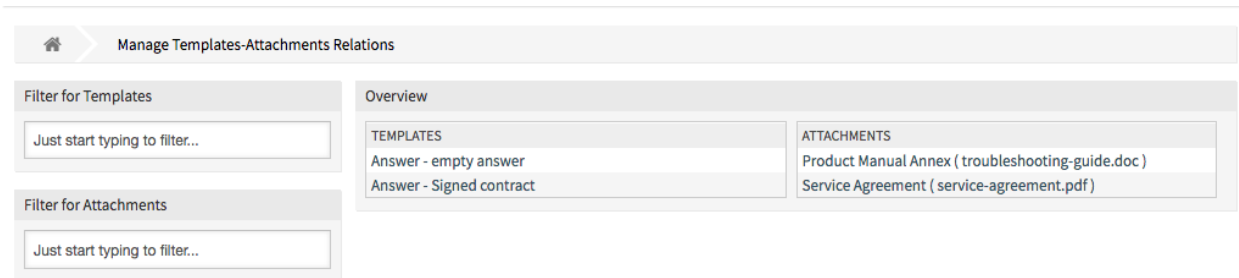 Manage Templates-Attachments Relations
Filter for Templates
Just start typing to filter...
Filter for Attachments
Just start typing to filter...
Overview
TEMPLATES
Answer - empty answer
Answer - Signed contract
ATTACHMENTS
Product Manual Annex ( troubleshooting-guide.doc )
Service Agreement ( service-agreement.pdf )